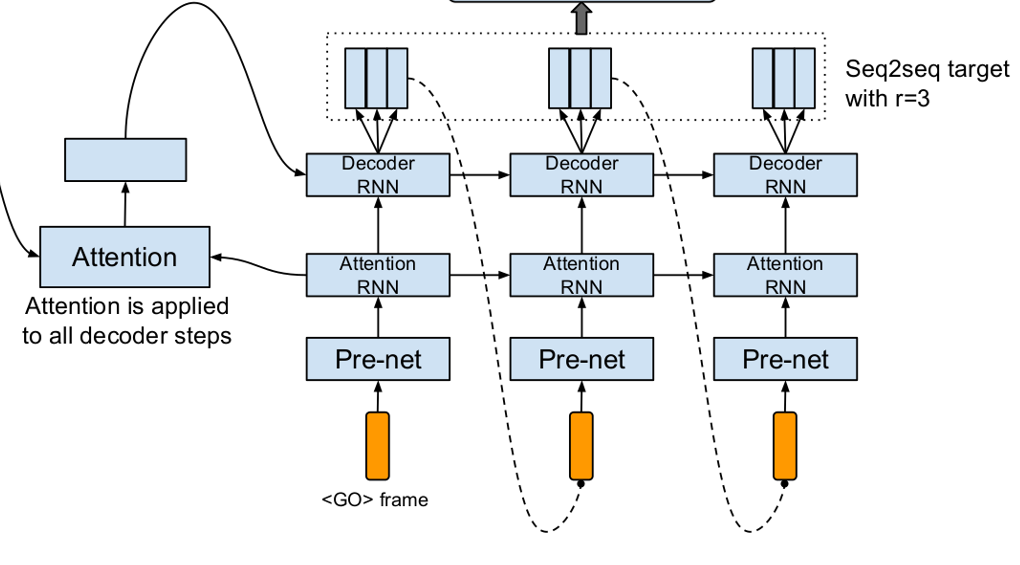 Seq2seq target
with r=3
Decoder
RNN
Decoder
RNN
Decoder
RNN
Attention
Attention is applied
to all decoder steps
Attention
RNN
Attention
RNN
Attention
RNN
Pre-net
Pre-net
Pre-net
<GO> frame